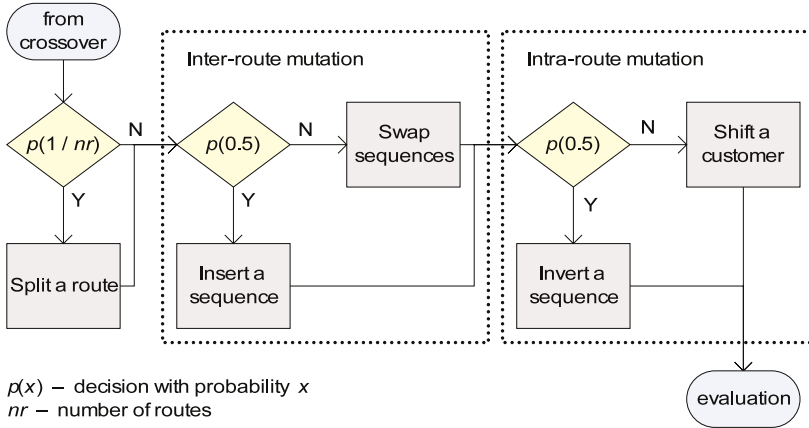 from
crossover
Inter-route mutation
Intra-route mutation
p(1 / nr)
N
p(0.5)
N
Swap
sequences
p(0.5)
N
Shift a
customer
Y
Y
Y
Split a route
Insert a
sequence
Invert a
sequence
p(x) – decision with probability x
nr – number of routes
evaluation